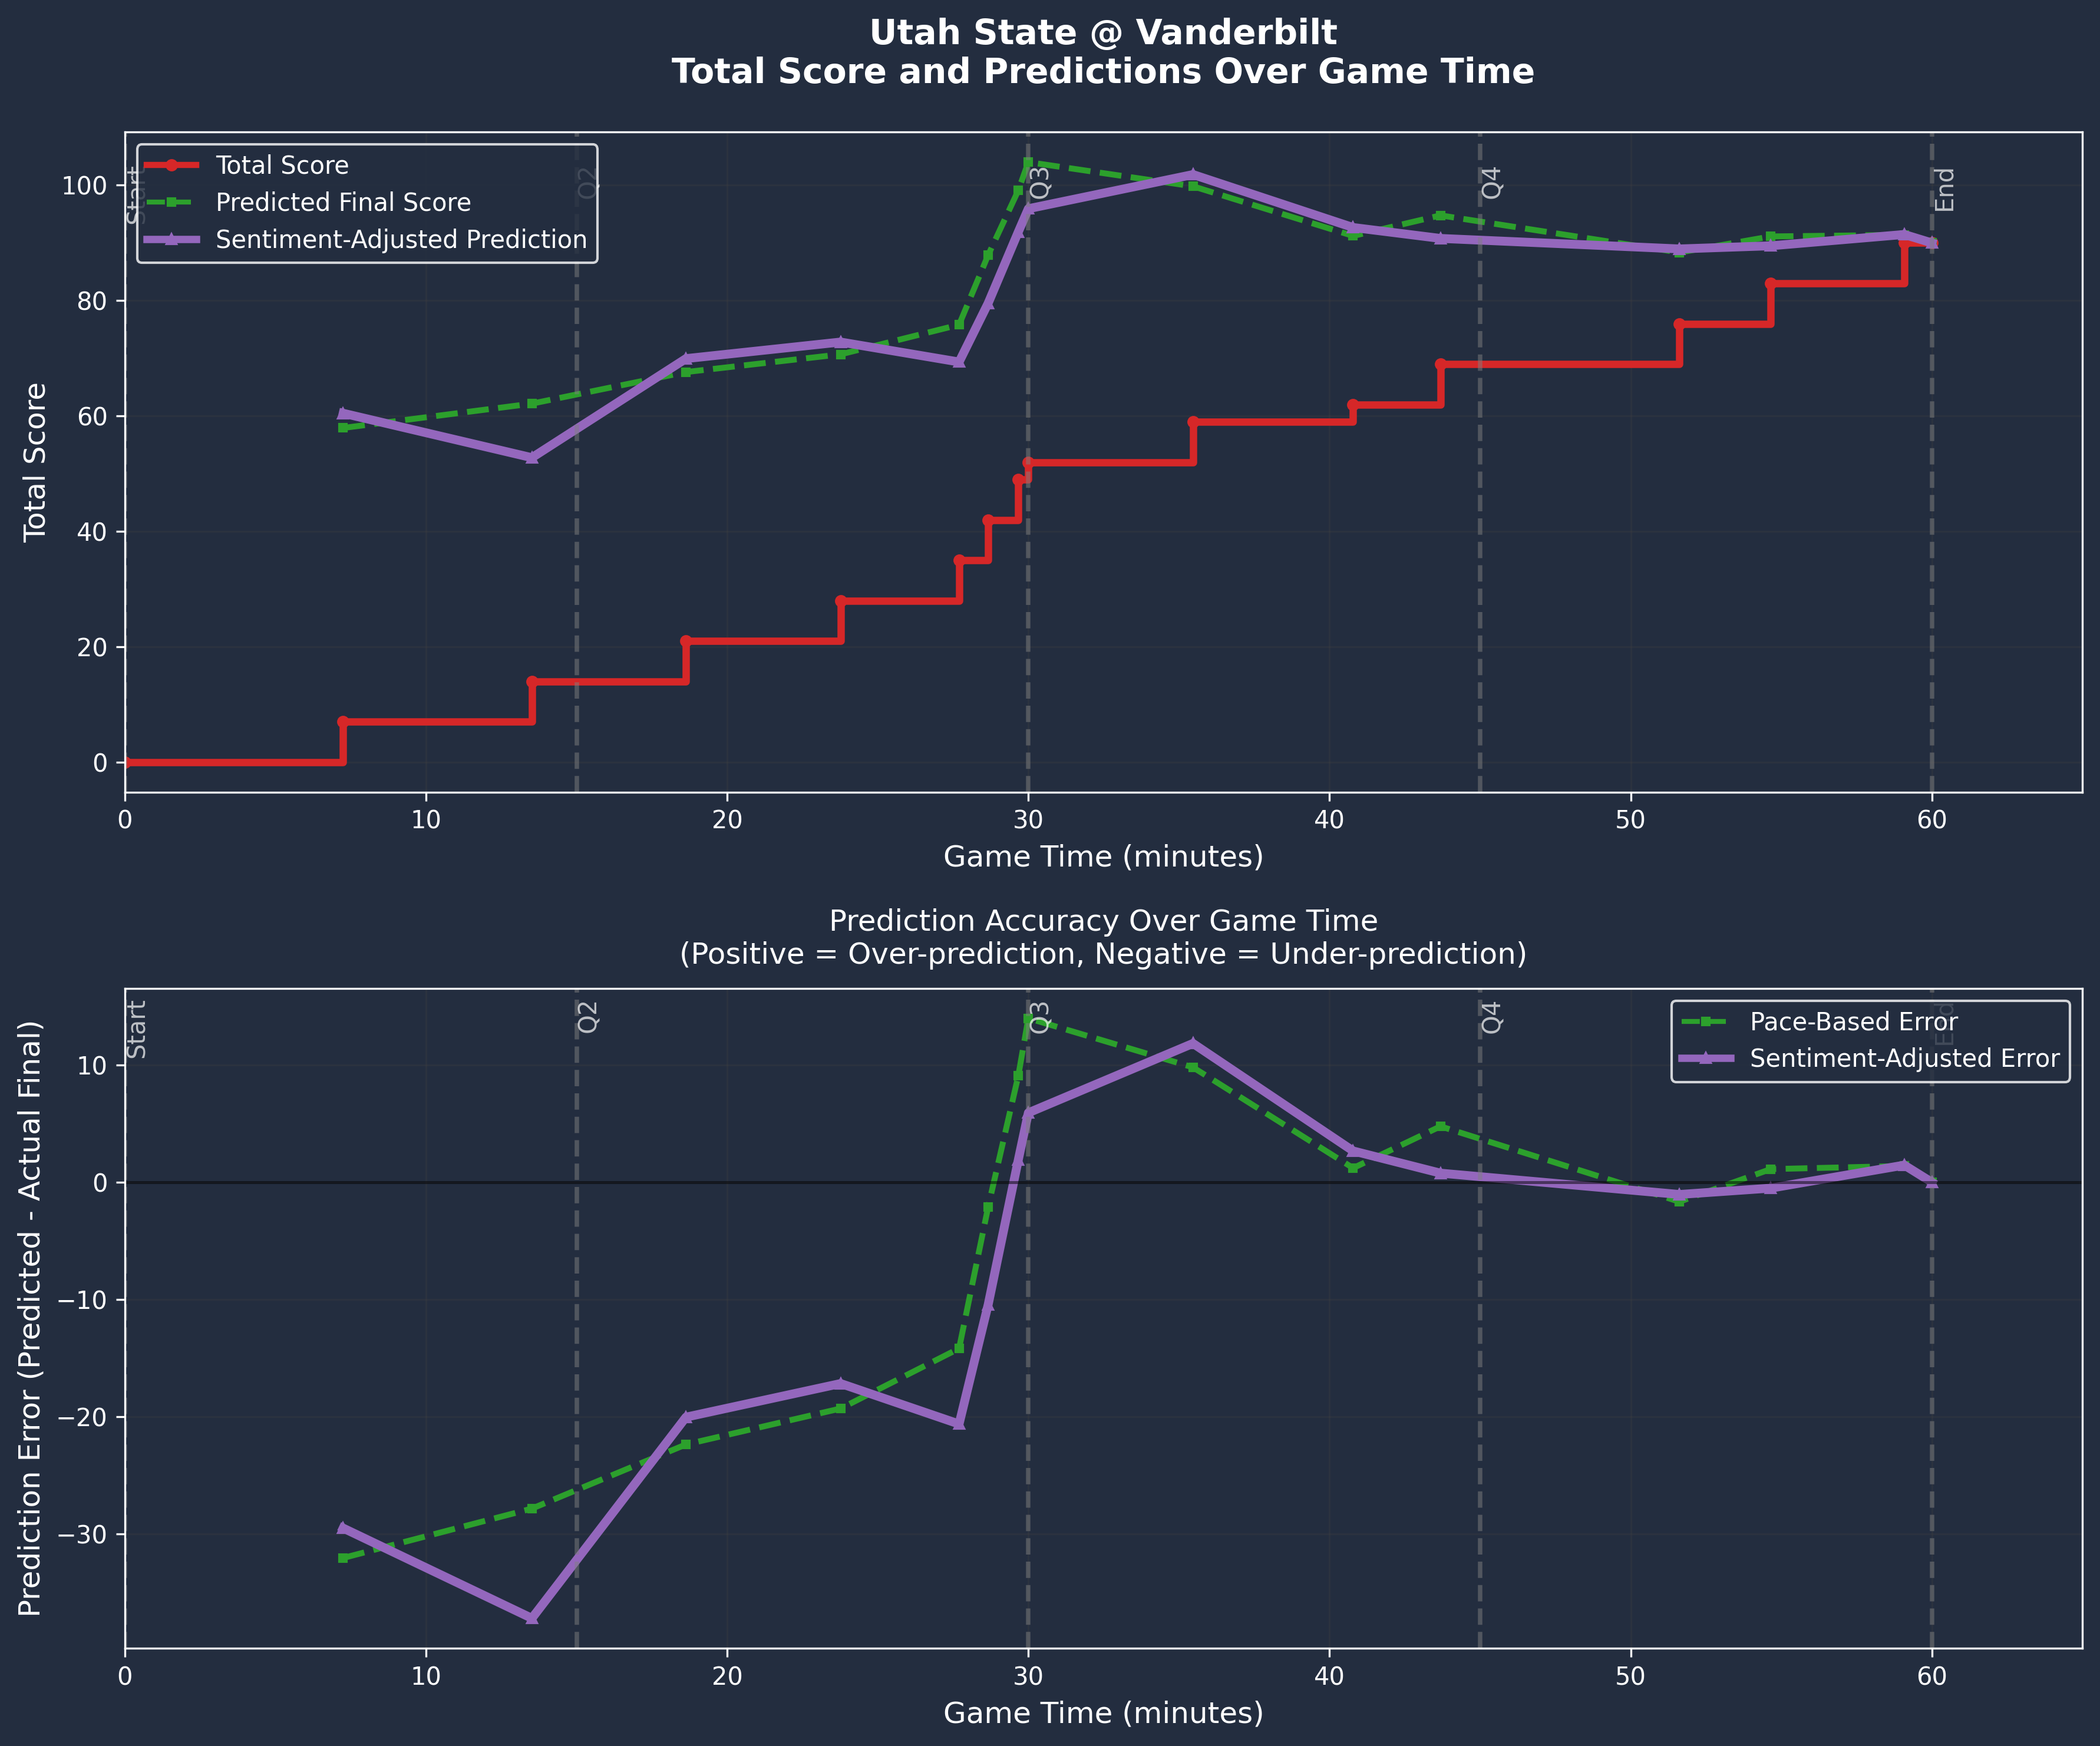 Utah State @ Vanderbilt
Total Score and Predictions Over Game Time
Total Score
Predicted Final Score
Sentiment-Adjusted Prediction
Start
Q2
Q3
Q4
End
Total Score
100
80
60
40
20
0
0
10
20
30
40
50
60
Game Time (minutes)
Prediction Accuracy Over Game Time
(Positive = Over-prediction, Negative = Under-prediction)
Start
Q2
Q3
Q4
End
Pace-Based Error
Sentiment-Adjusted Error
Prediction Error (Predicted - Actual Final)
10
0
−10
−20
−30
0
10
20
30
40
50
60
Game Time (minutes)